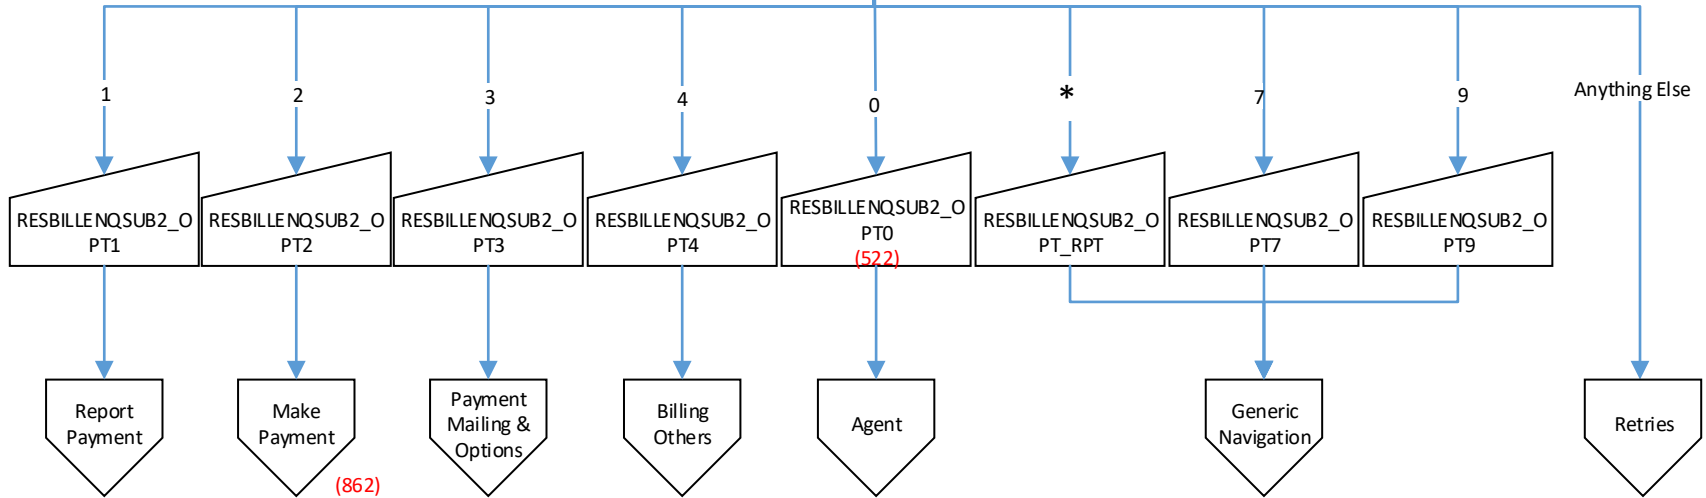 1
2
3
4
0
*
7
9
Anything Else
RESBILLENQSUB2_O
PT1
RESBILLENQSUB2_O
PT2
RESBILLENQSUB2_O
PT3
RESBILLENQSUB2_O
PT4
RESBILLENQSUB2_O
PT0
(522)
RESBILLENQSUB2_O
PT_RPT
RESBILLENQSUB2_O
PT7
RESBILLENQSUB2_O
PT9
Report
Payment
Make
Payment
(862)
Payment
Mailing &
Options
Billing
Others
Agent
Generic
Navigation
Retries